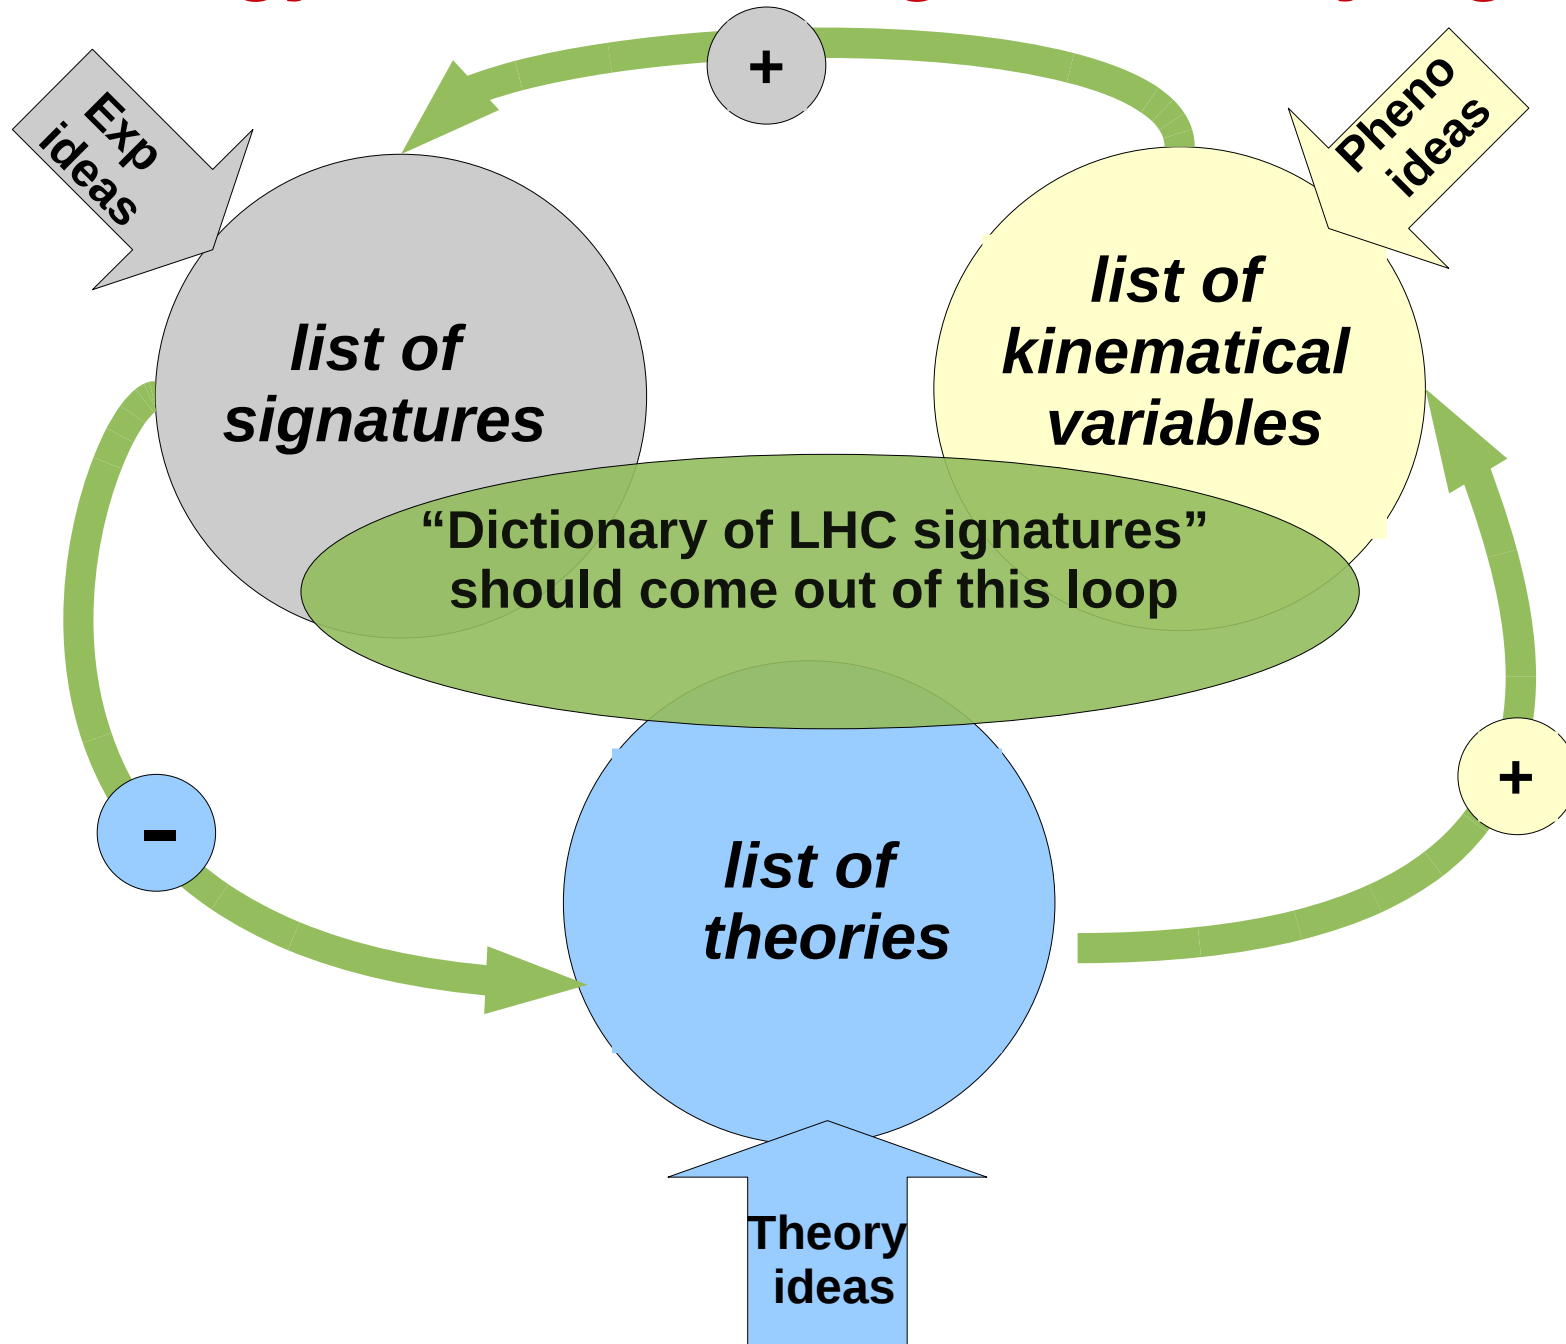 +
Exp
ideas
Pheno
ideas
list of
signatures
list of
kinematical
variables
“Dictionary of LHC signatures”
should come out of this loop
+
-
list of
theories
Theory
ideas